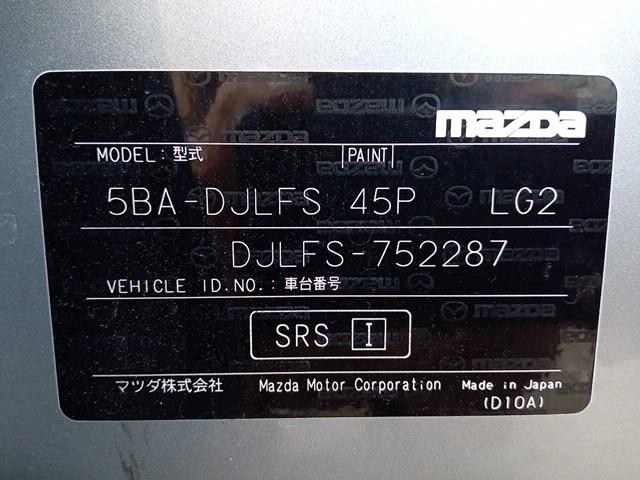 mazda
MODEL: 型式 PAINT
5BA-DJLFS 45P LG2
DJLFS-752287
VEHICLE ID.NO.: 車台番号
SRS I
マツダ株式会社 Mazda Motor Corporation Made in Japan
(D10A)